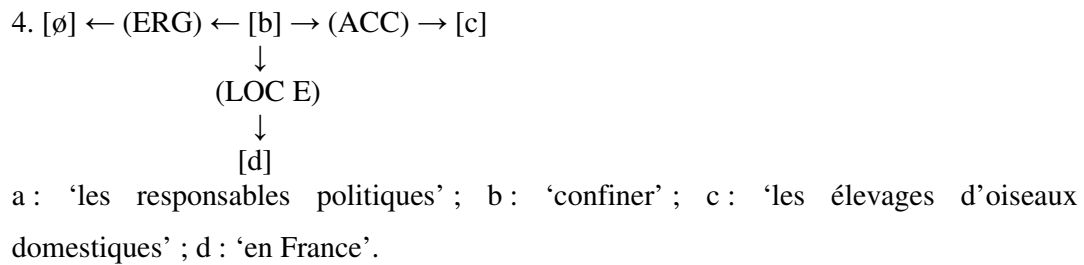 4. [ø] ← (ERG) ← [b] → (ACC) → [c]
↓
(LOC E)
↓
[d]
a : ‘les responsables politiques’ ; b : ‘confiner’ ; c : ‘les élevages d’oiseaux
domestiques’ ; d : ‘en France’.